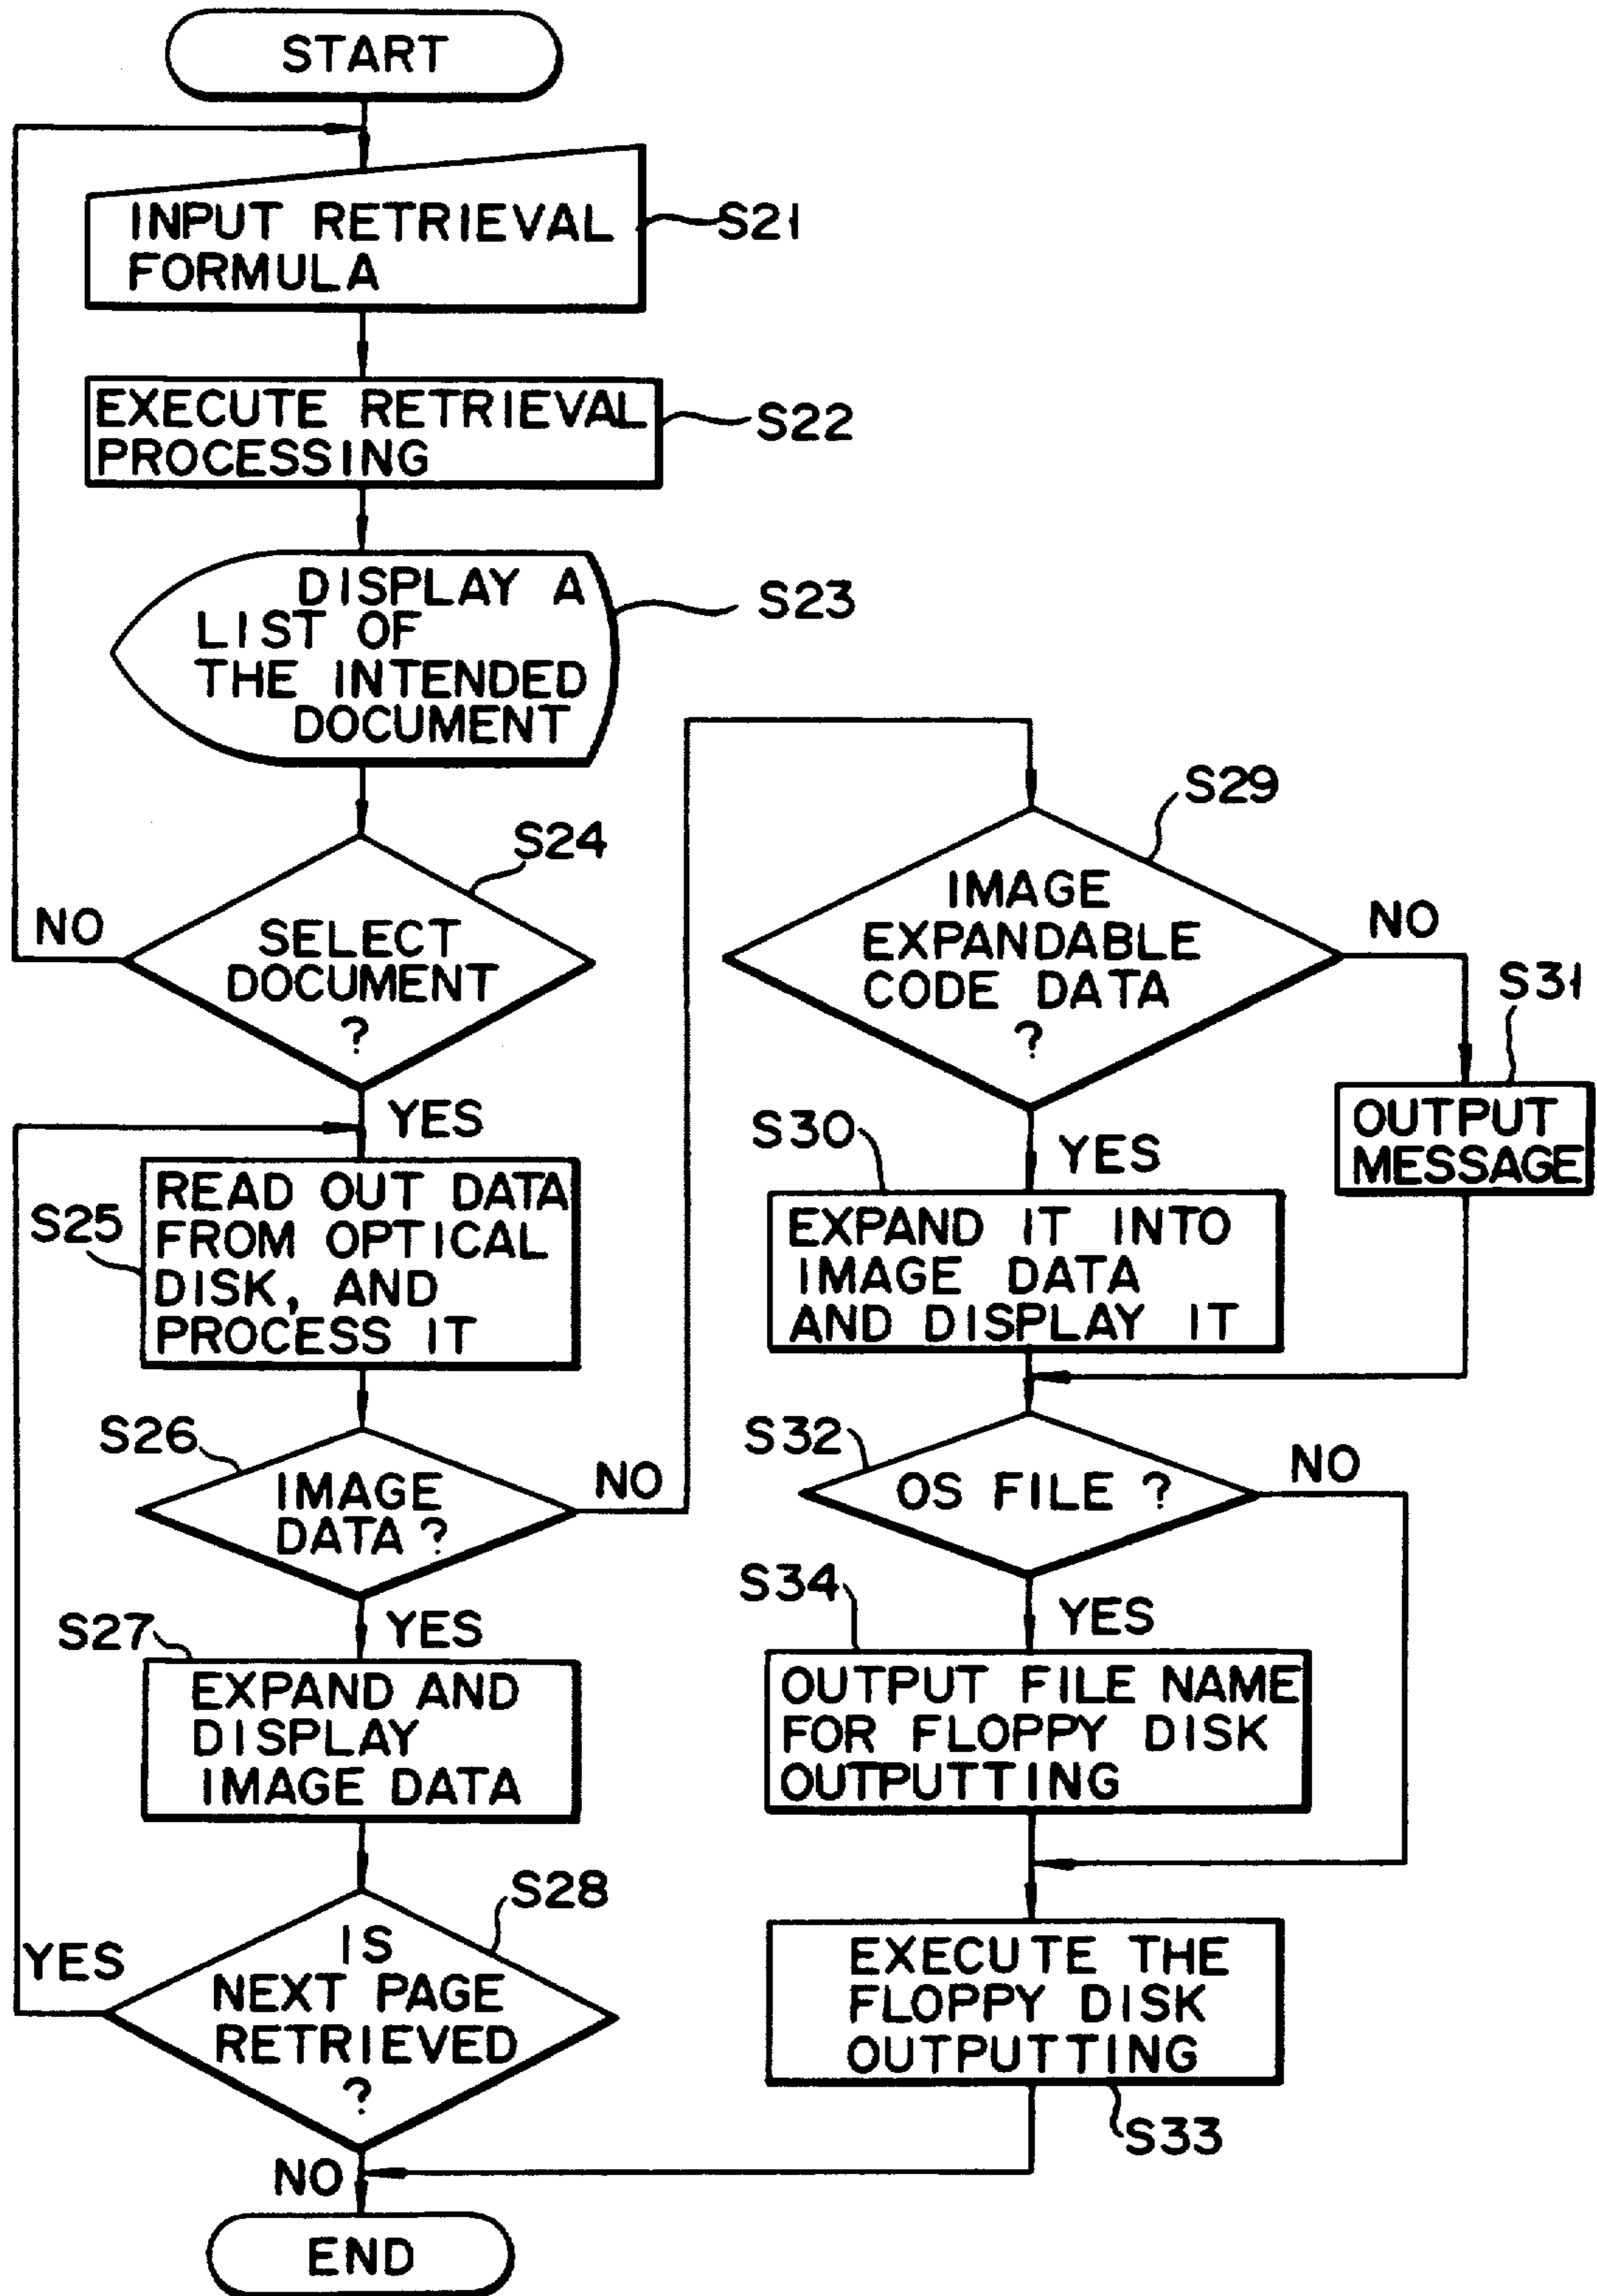 START
INPUT RETRIEVAL
FORMULA
S21
EXECUTE RETRIEVAL
PROCESSING
S22
DISPLAY A
LIST OF
THE INTENDED
DOCUMENT
S23
S24
SELECT
DOCUMENT
?
NO
YES
S25
READ OUT DATA
FROM OPTICAL
DISK, AND
PROCESS IT
S26
IMAGE
DATA ?
NO
YES
S27
EXPAND AND
DISPLAY
IMAGE DATA
S28
IS
NEXT PAGE
RETRIEVED
?
YES
NO
END
S29
IMAGE
EXPANDABLE
CODE DATA
?
NO
S31
OUTPUT
MESSAGE
YES
S30
EXPAND IT INTO
IMAGE DATA
AND DISPLAY IT
S32
OS FILE ?
NO
YES
S34
OUTPUT FILE NAME
FOR FLOPPY DISK
OUTPUTTING
EXECUTE THE
FLOPPY DISK
OUTPUTTING
S33